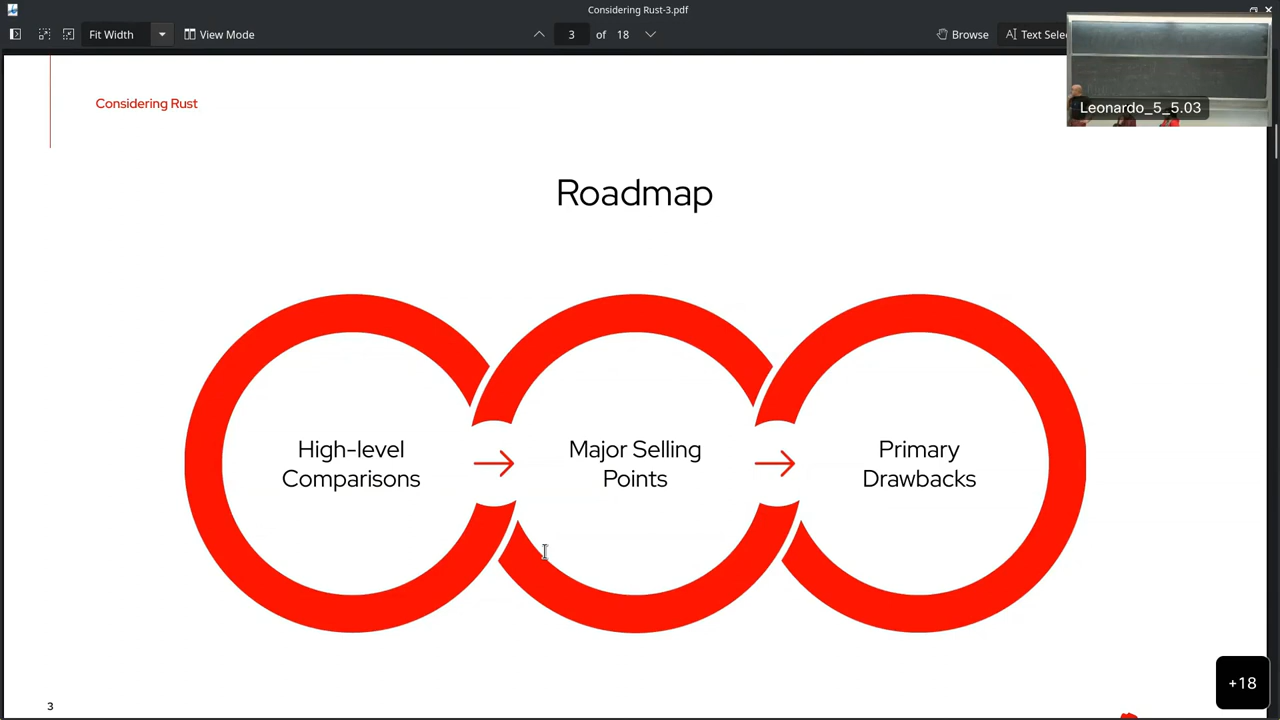 Considering Rust-3.pdf
Fit Width
View Mode
3 of 18
Browse
Text Sele
Leonardo_5_5.03
Considering Rust
Roadmap
High-level
Comparisons
Major Selling
Points
Primary
Drawbacks
+18
3